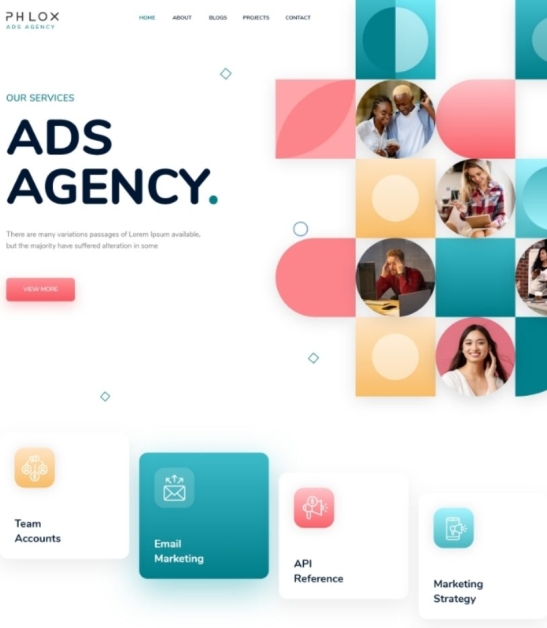 PHLOX
ADS AGENCY
HOME ABOUT BLOGS PROJECTS CONTACT
OUR SERVICES
ADS
AGENCY.
There are many variations passages of Lorem Ipsum available,
but the majority have suffered alteration in some
VIEW MORE
Team
Accounts
Email
Marketing
API
Reference
Marketing
Strategy